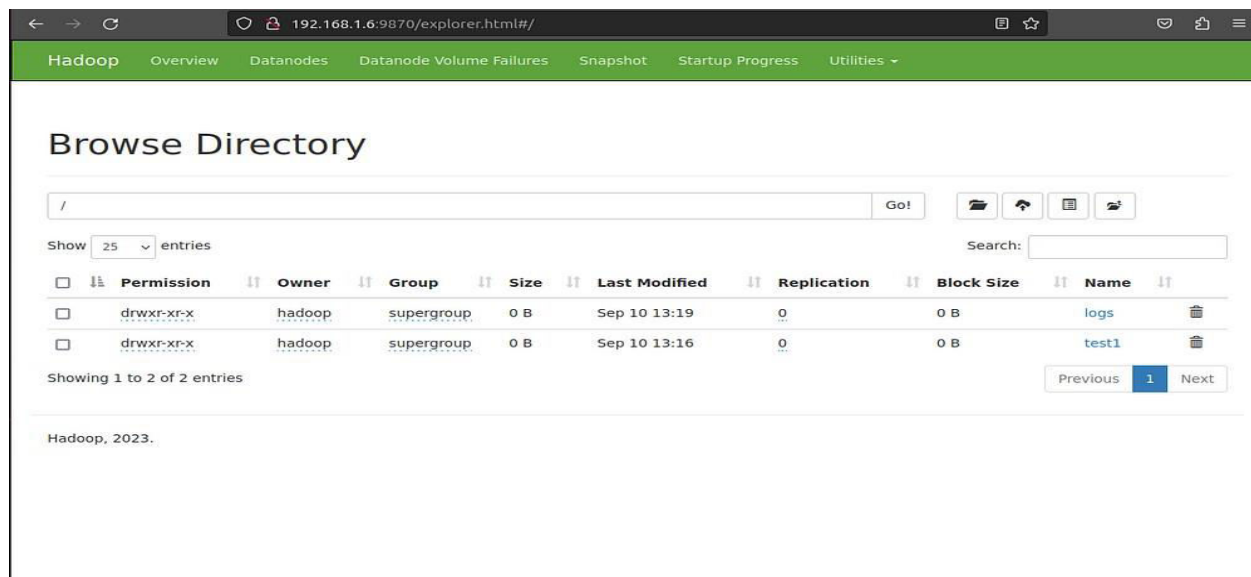 192.168.1.6:9870/explorer.html#/
Hadoop Overview Datanodes Datanode Volume Failures Snapshot Startup Progress Utilities
Browse Directory
/ Go!
Show 25 entries Search:
Permission Owner Group Size Last Modified Replication Block Size Name
drwxr-xr-x hadoop supergroup 0 B Sep 10 13:19 0 0 B logs
drwxr-xr-x hadoop supergroup 0 B Sep 10 13:16 0 0 B test1
Showing 1 to 2 of 2 entries Previous 1 Next
Hadoop, 2023.